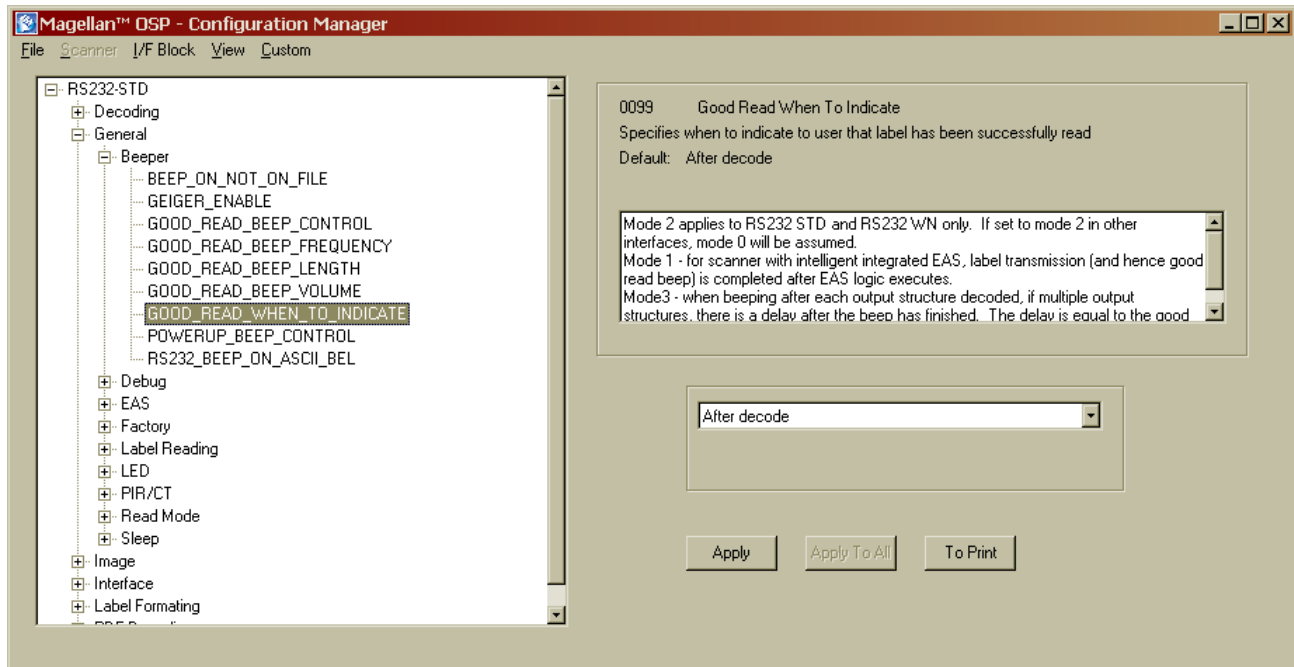 Magellan™ OSP - Configuration Manager
File Scanner I/F Block View Custom
RS232-STD
Decoding
General
Beeper
BEEP_ON_NOT_ON_FILE
GEIGER_ENABLE
GOOD_READ_BEEP_CONTROL
GOOD_READ_BEEP_FREQUENCY
GOOD_READ_BEEP_LENGTH
GOOD_READ_BEEP_VOLUME
GOOD_READ_WHEN_TO_INDICATE
POWERUP_BEEP_CONTROL
RS232_BEEP_ON_ASCII_BEL
Debug
EAS
Factory
Label Reading
LED
PIR/CT
Read Mode
Sleep
Image
Interface
Label Formating
0099 Good Read When To Indicate
Specifies when to indicate to user that label has been successfully read
Default: After decode
Mode 2 applies to RS232 STD and RS232 WN only. If set to mode 2 in other
interfaces, mode 0 will be assumed.
Mode 1 - for scanner with intelligent integrated EAS, label transmission (and hence good
read beep) is completed after EAS logic executes.
Mode3 - when beeping after each output structure decoded, if multiple output
structures, there is a delay after the beep has finished. The delay is equal to the good
After decode
Apply Apply To All To Print